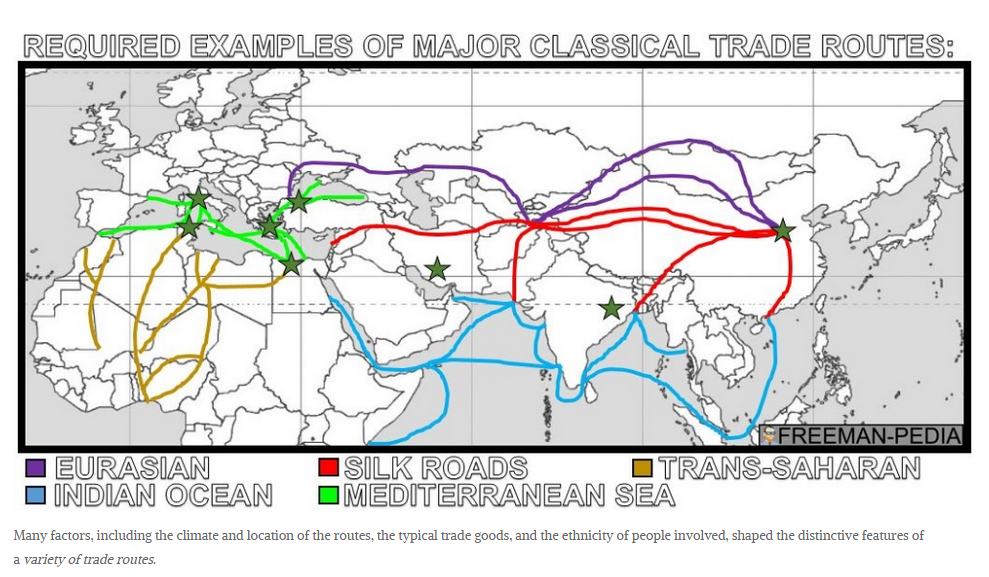 REQUIRED EXAMPLES OF MAJOR CLASSICAL TRADE ROUTES:
FREEMAN-PEDIA
EURASIAN SILK ROADS TRANS-SAHARAN
INDIAN OCEAN MEDITERRANEAN SEA
Many factors, including the climate and location of the routes, the typical trade goods, and the ethnicity of people involved, shaped the distinctive features of
a variety of trade routes.